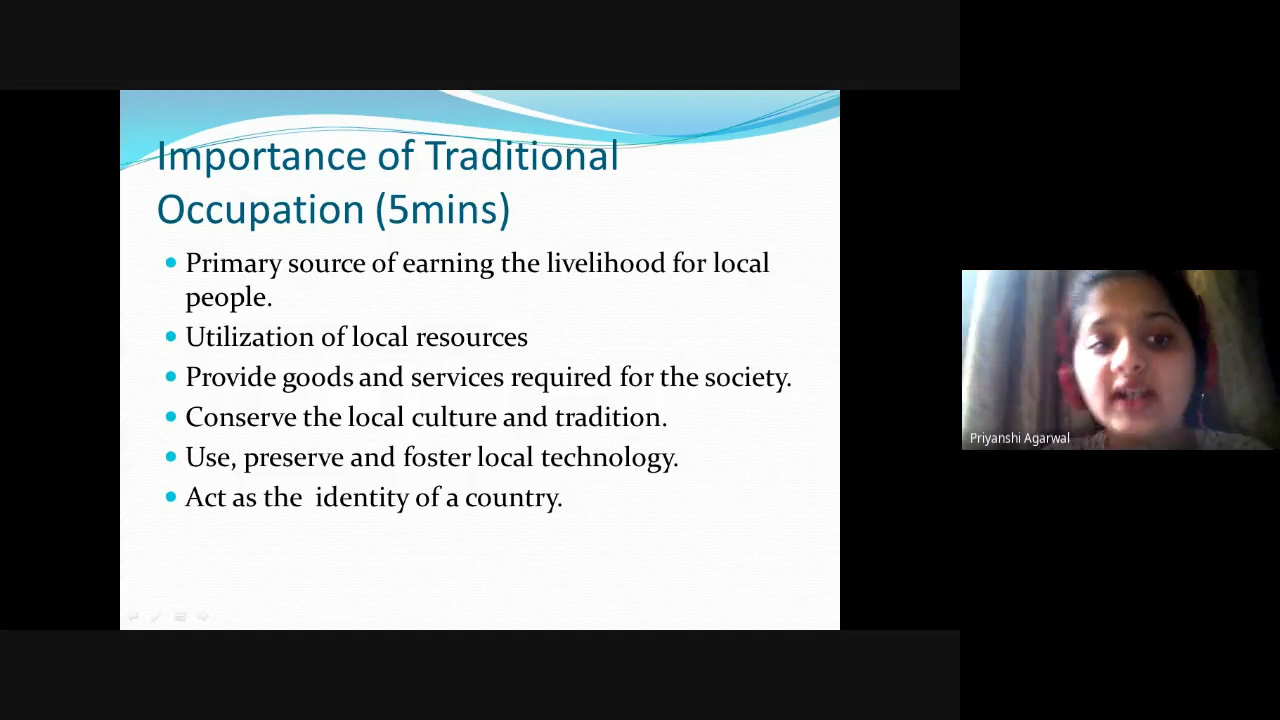 Importance of Traditional
Occupation (5mins)
Primary source of earning the livelihood for local
people.
Utilization of local resources
Provide goods and services required for the society.
Conserve the local culture and tradition.
Use, preserve and foster local technology.
Act as the  identity of a country.
Priyanshi Agarwal